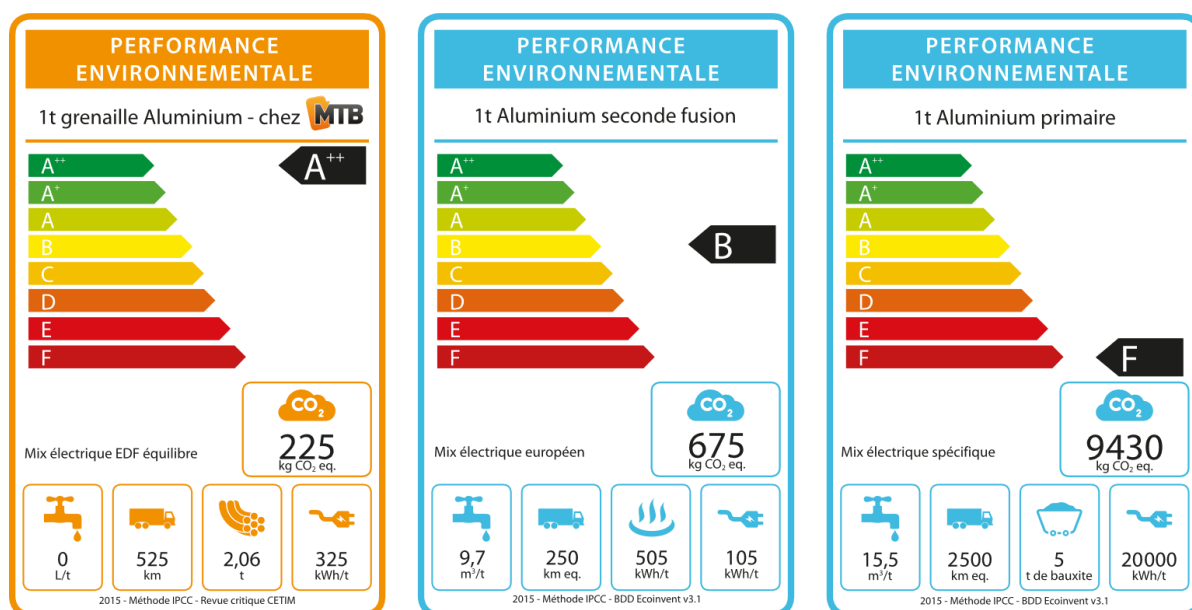 PERFORMANCE
ENVIRONNEMENTALE
1t grenaille Aluminium - chez MTB
A++
A++
A+
A
B
C
D
E
F
CO2
225
kg CO2 eq.
Mix électrique EDF équilibre
0
L/t
525
km
2,06
t
325
kWh/t
2015 - Méthode IPCC - Revue critique CETIM
PERFORMANCE
ENVIRONNEMENTALE
1t Aluminium seconde fusion
A++
A+
A
B
B
C
D
E
F
CO2
675
kg CO2 eq.
Mix électrique européen
9,7
m³/t
250
km eq.
505
kWh/t
105
kWh/t
2015 - Méthode IPCC - BDD Ecoinvent v3.1
PERFORMANCE
ENVIRONNEMENTALE
1t Aluminium primaire
A++
A+
A
B
C
D
E
F
F
CO2
9430
kg CO2 eq.
Mix électrique spécifique
15,5
m³/t
2500
km eq.
5
t de bauxite
20000
kWh/t
2015 - Méthode IPCC - BDD Ecoinvent v3.1